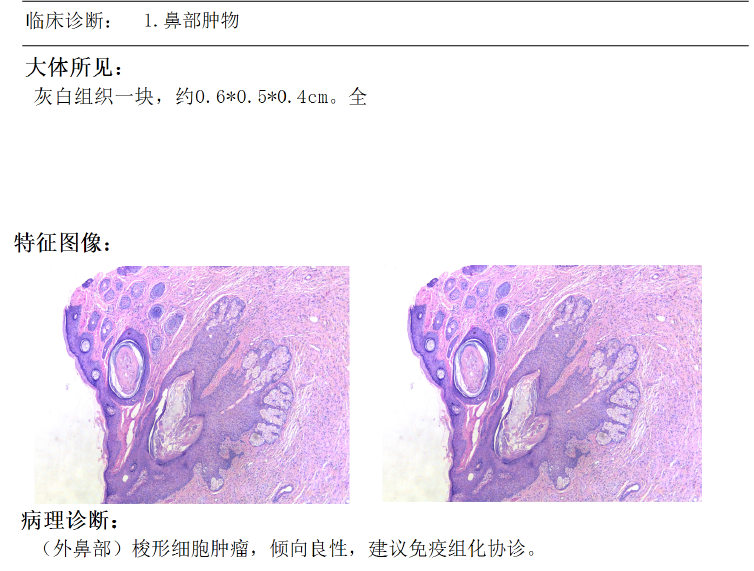 临床诊断： 1.鼻部肿物
大体所见：
灰白组织一块，约0.6*0.5*0.4cm。全
特征图像：
病理诊断：
（外鼻部）梭形细胞肿瘤，倾向良性，建议免疫组化协诊。